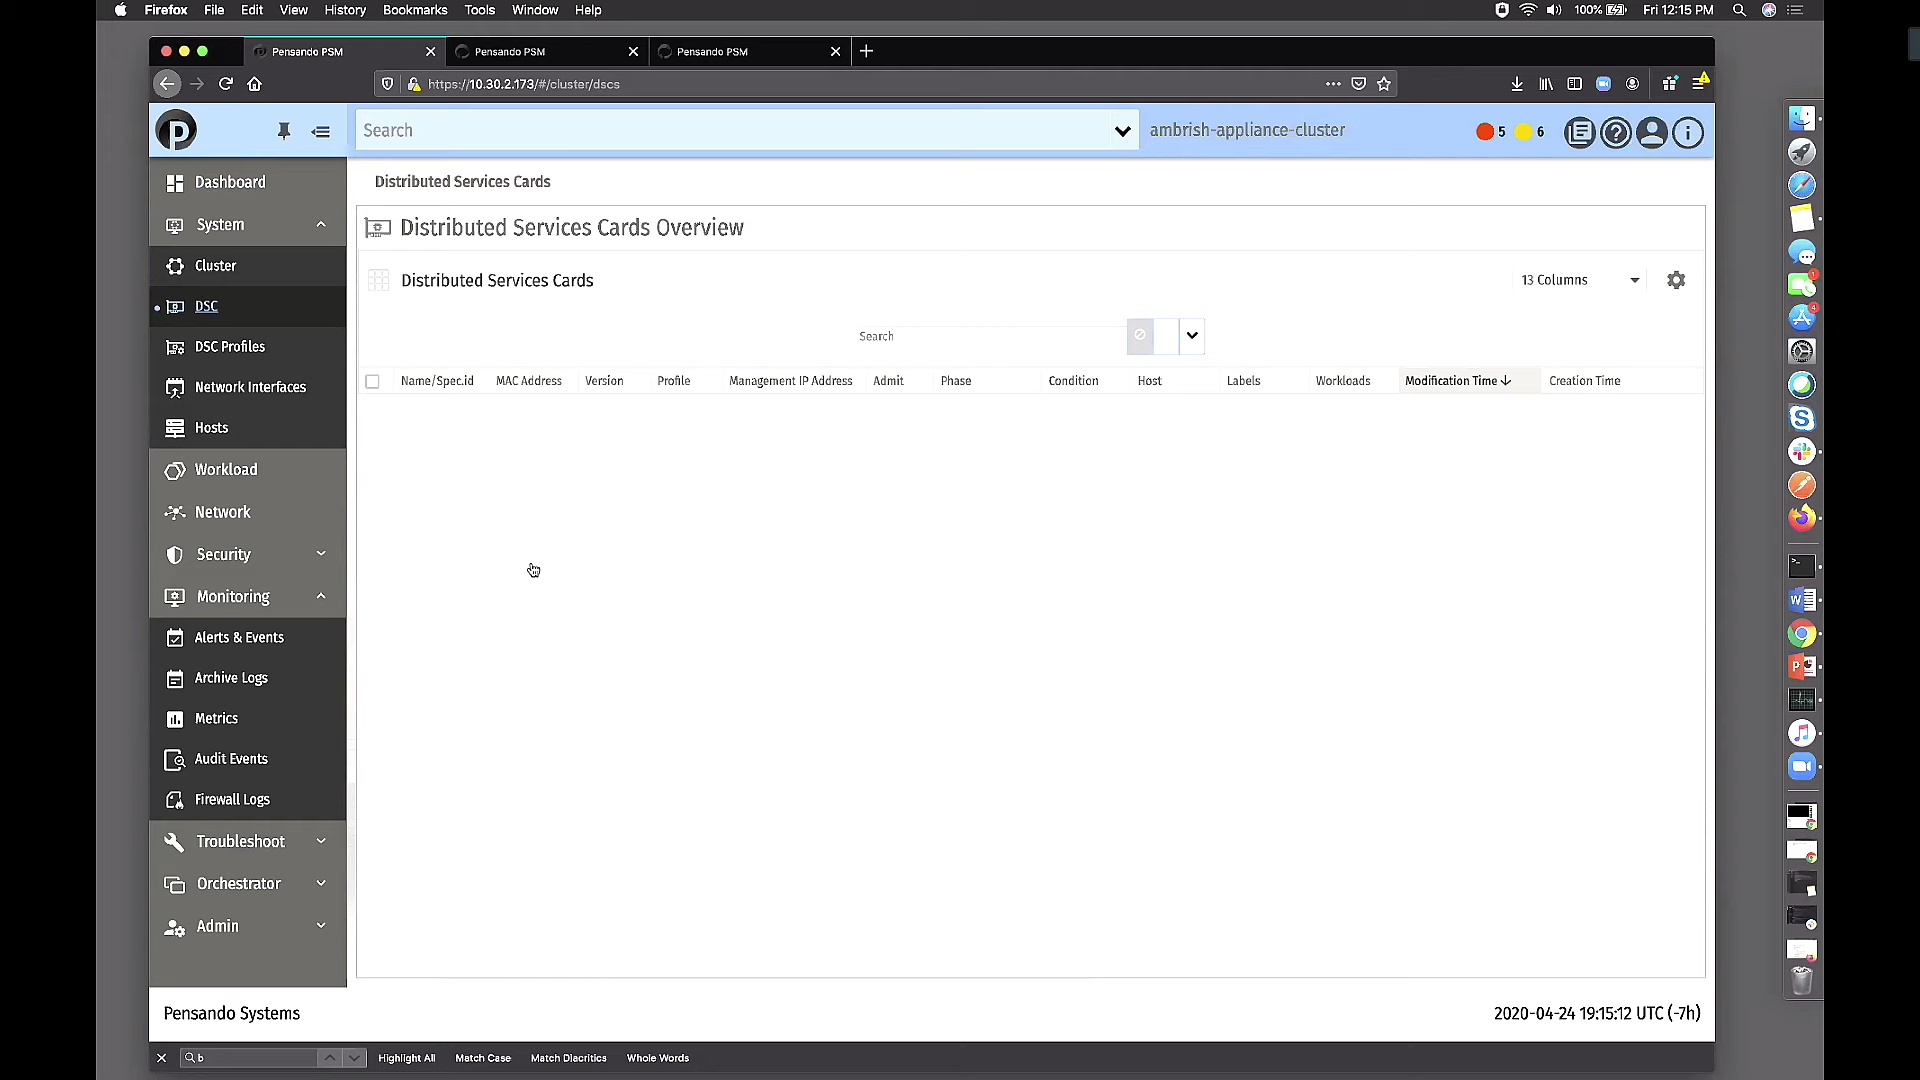 Firefox File Edit View History Bookmarks Tools Window Help 100% Fri 12:15 PM
Pensando PSM Pensando PSM Pensando PSM
https://10.30.2.173/#/cluster/dscs
P Search ambrish-appliance-cluster 5 6
Dashboard
System
Cluster
DSC
DSC Profiles
Network Interfaces
Hosts
Workload
Network
Security
Monitoring
Alerts & Events
Archive Logs
Metrics
Audit Events
Firewall Logs
Troubleshoot
Orchestrator
Admin
Distributed Services Cards
Distributed Services Cards Overview
Distributed Services Cards 13 Columns
Search
Name/Spec.id MAC Address Version Profile Management IP Address Admit Phase Condition Host Labels Workloads Modification Time Creation Time
Pensando Systems 2020-04-24 19:15:12 UTC (-7h)
b Highlight All Match Case Match Diacritics Whole Words